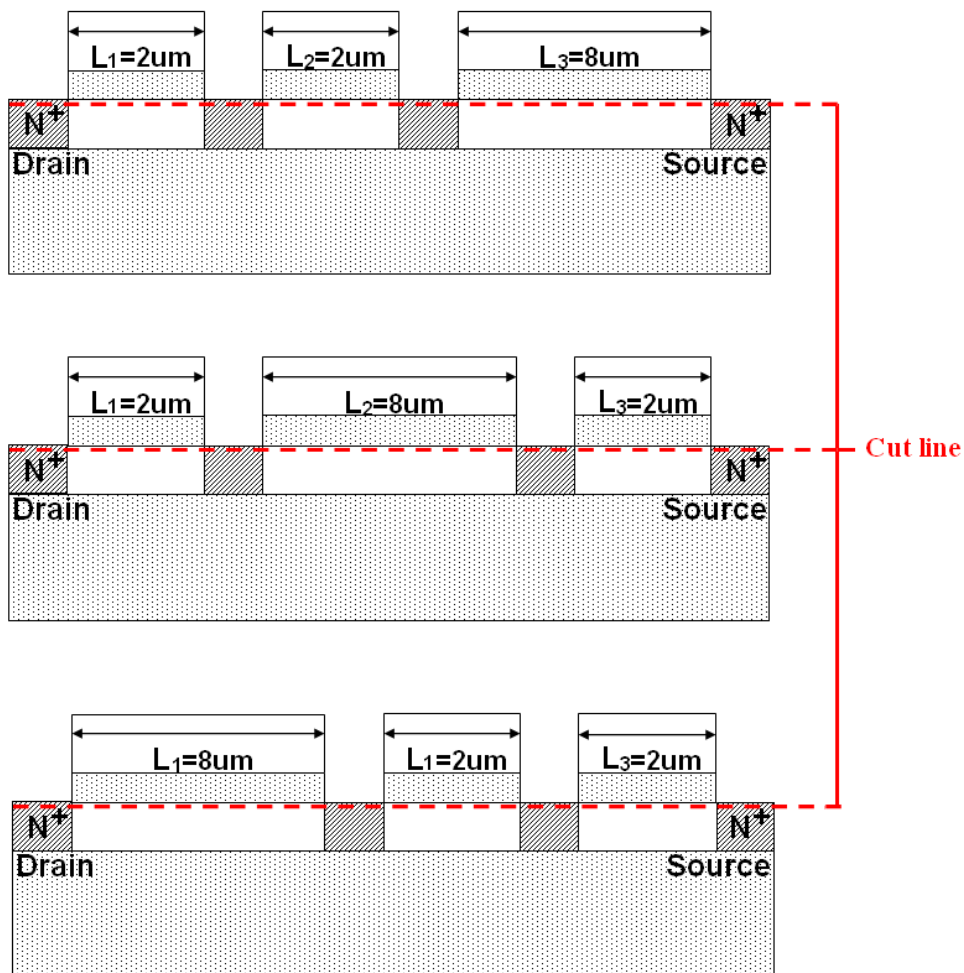 L₁=2um L₂=2um L₃=8um
N⁺ N⁺
Drain Source
L₁=2um L₂=8um L₃=2um
Cut line
N⁺ N⁺
Drain Source
L₁=8um L₁=2um L₃=2um
N⁺ N⁺
Drain Source